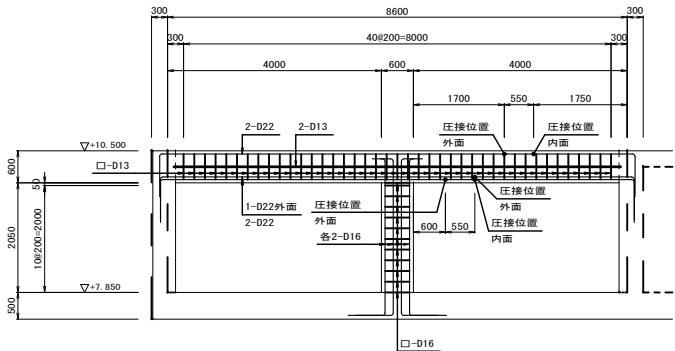 300
8600
300
300
40@200=8000
300
4000
600
4000
1700
550
1750
2-D22
2-D13
圧接位置
外面
圧接位置
内面
▽+10.500
□-D13
600
50
1-D22外面
2-D22
圧接位置
外面
圧接位置
外面
各2-D16
600
550
圧接位置
内面
2050
10@200=2000
▽+7.850
500
□-D16